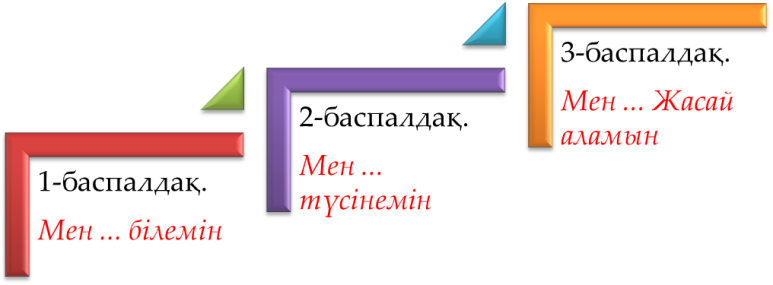 1-баспалдақ.
Мен ... білемін
2-баспалдақ.
Мен ...
түсінемін
3-баспалдақ.
Мен ... Жасай
аламын